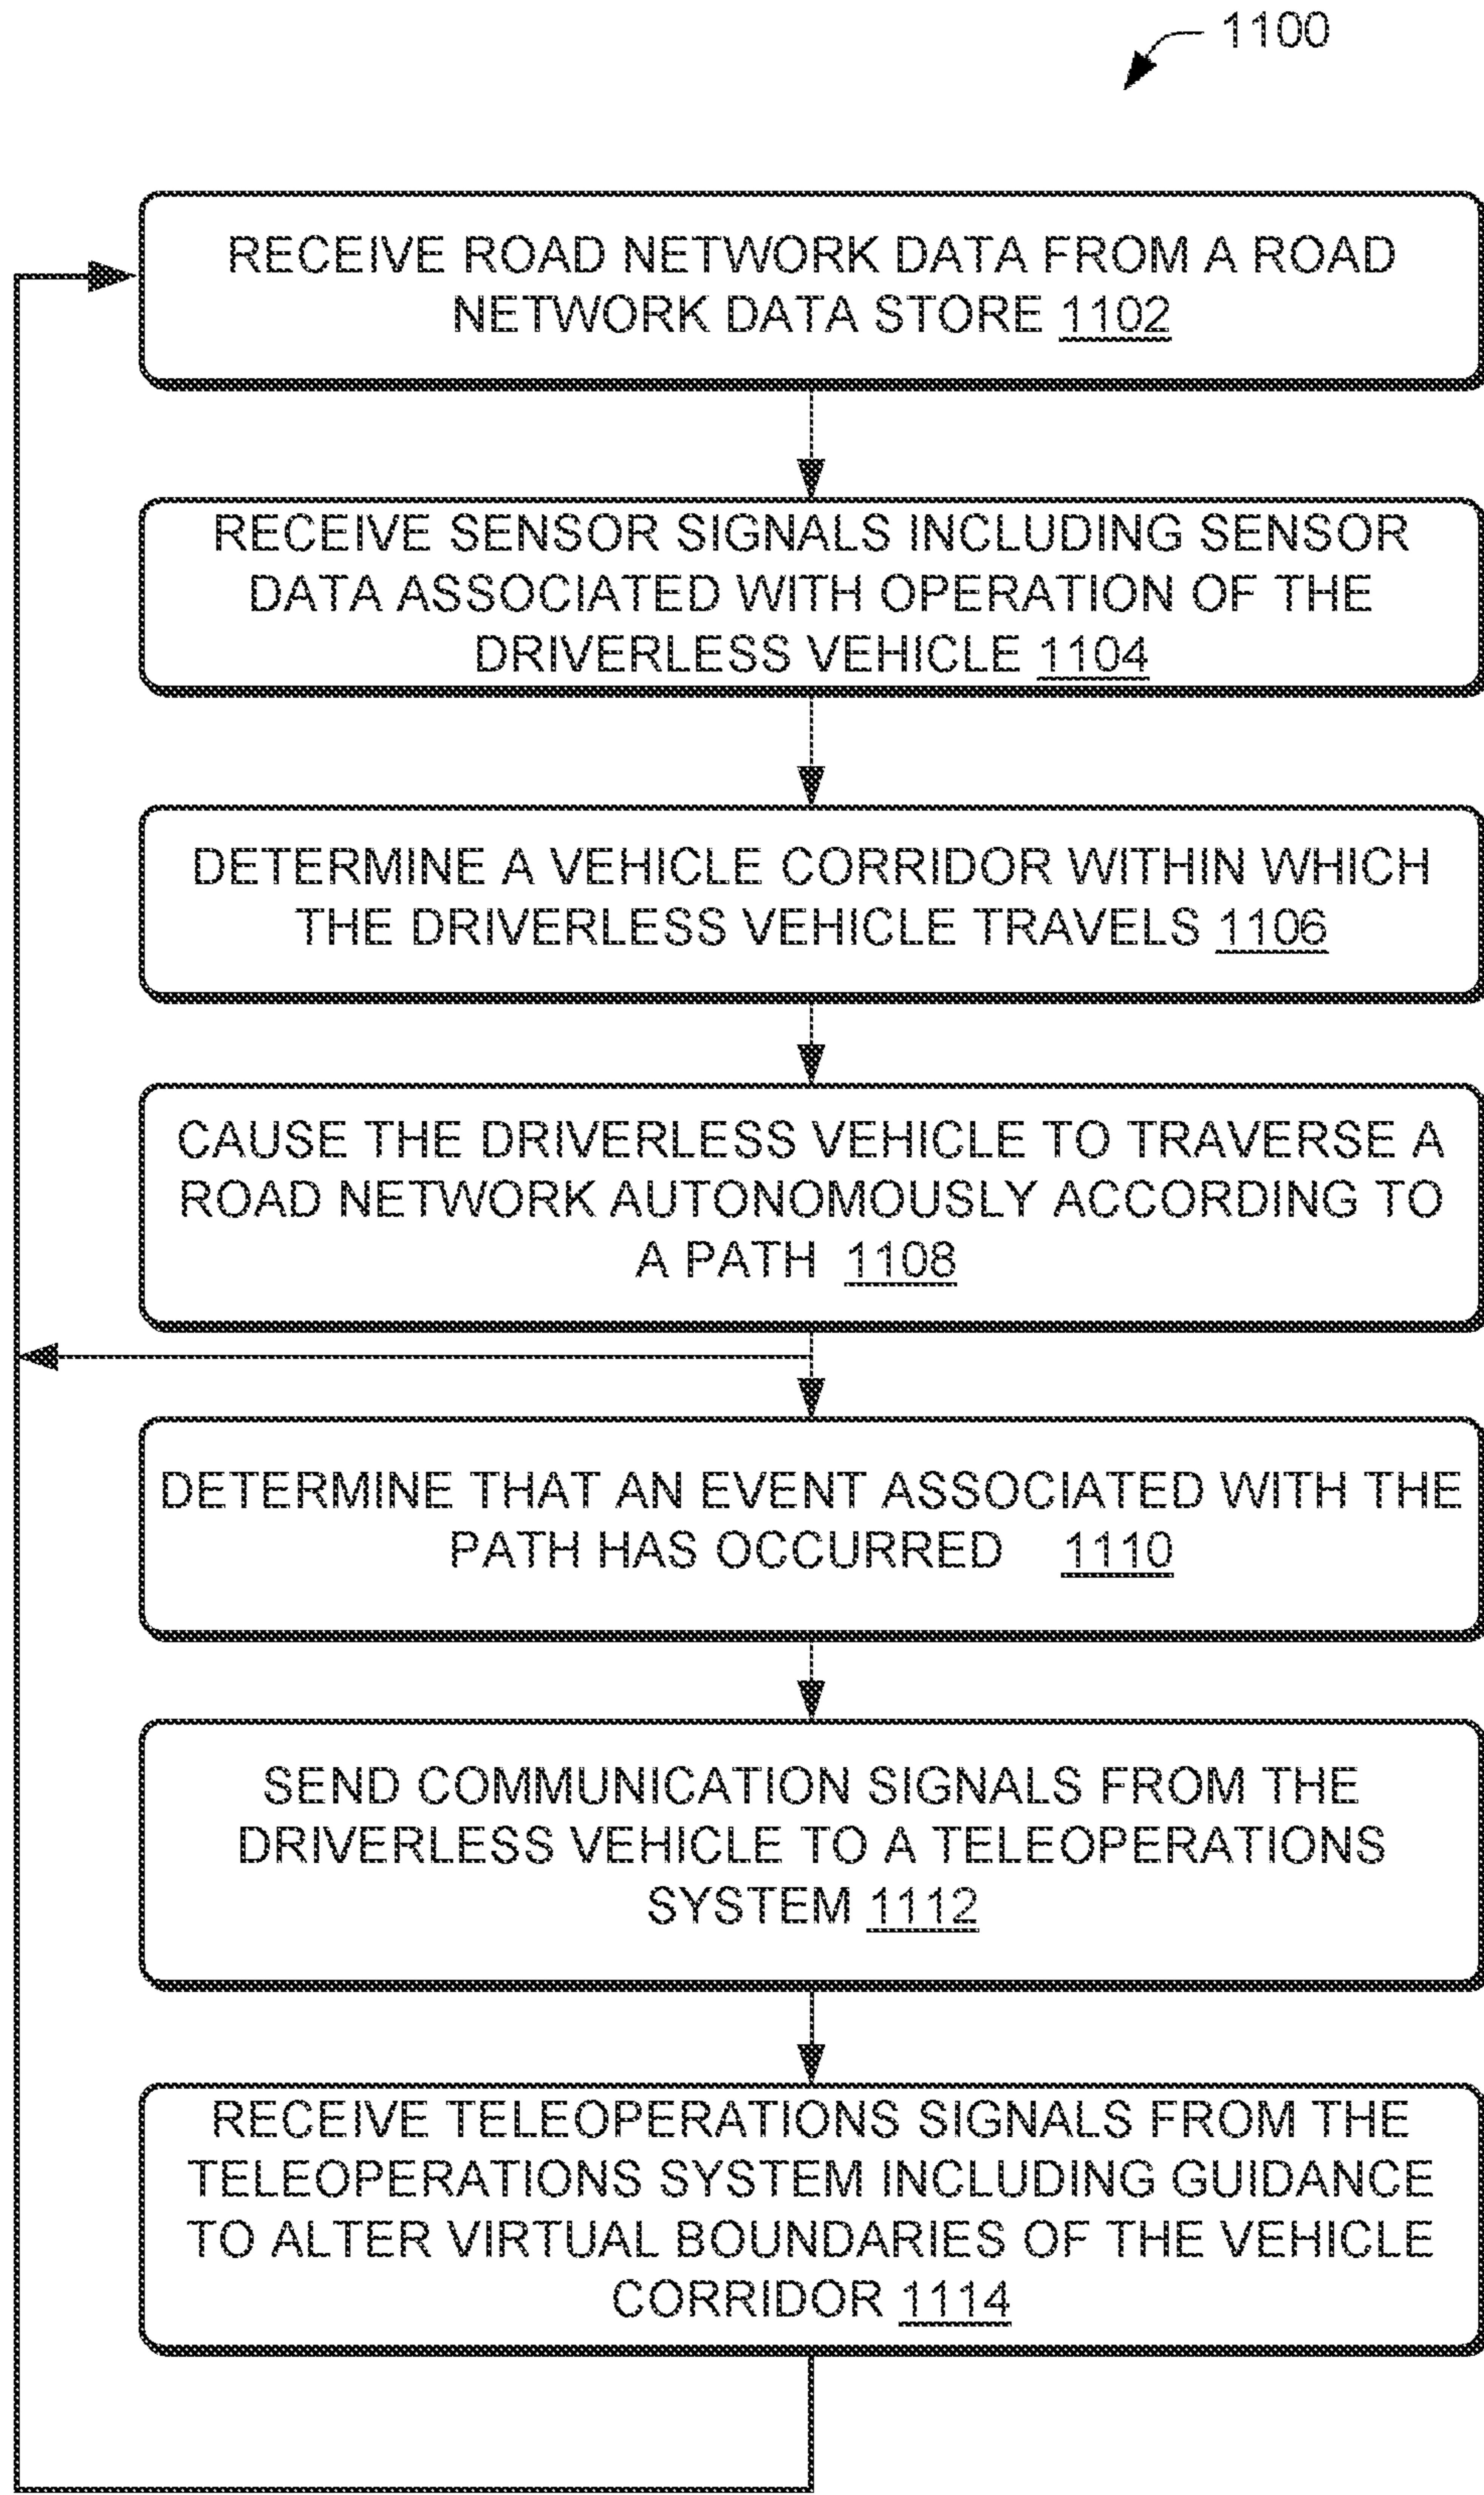 1100
RECEIVE ROAD NETWORK DATA FROM A ROAD
NETWORK DATA STORE 1102
RECEIVE SENSOR SIGNALS INCLUDING SENSOR
DATA ASSOCIATED WITH OPERATION OF THE
DRIVERLESS VEHICLE 1104
DETERMINE A VEHICLE CORRIDOR WITHIN WHICH
THE DRIVERLESS VEHICLE TRAVELS 1106
CAUSE THE DRIVERLESS VEHICLE TO TRAVERSE A
ROAD NETWORK AUTONOMOUSLY ACCORDING TO
A PATH 1108
DETERMINE THAT AN EVENT ASSOCIATED WITH THE
PATH HAS OCCURRED 1110
SEND COMMUNICATION SIGNALS FROM THE
DRIVERLESS VEHICLE TO A TELEOPERATIONS
SYSTEM 1112
RECEIVE TELEOPERATIONS SIGNALS FROM THE
TELEOPERATIONS SYSTEM INCLUDING GUIDANCE
TO ALTER VIRTUAL BOUNDARIES OF THE VEHICLE
CORRIDOR 1114